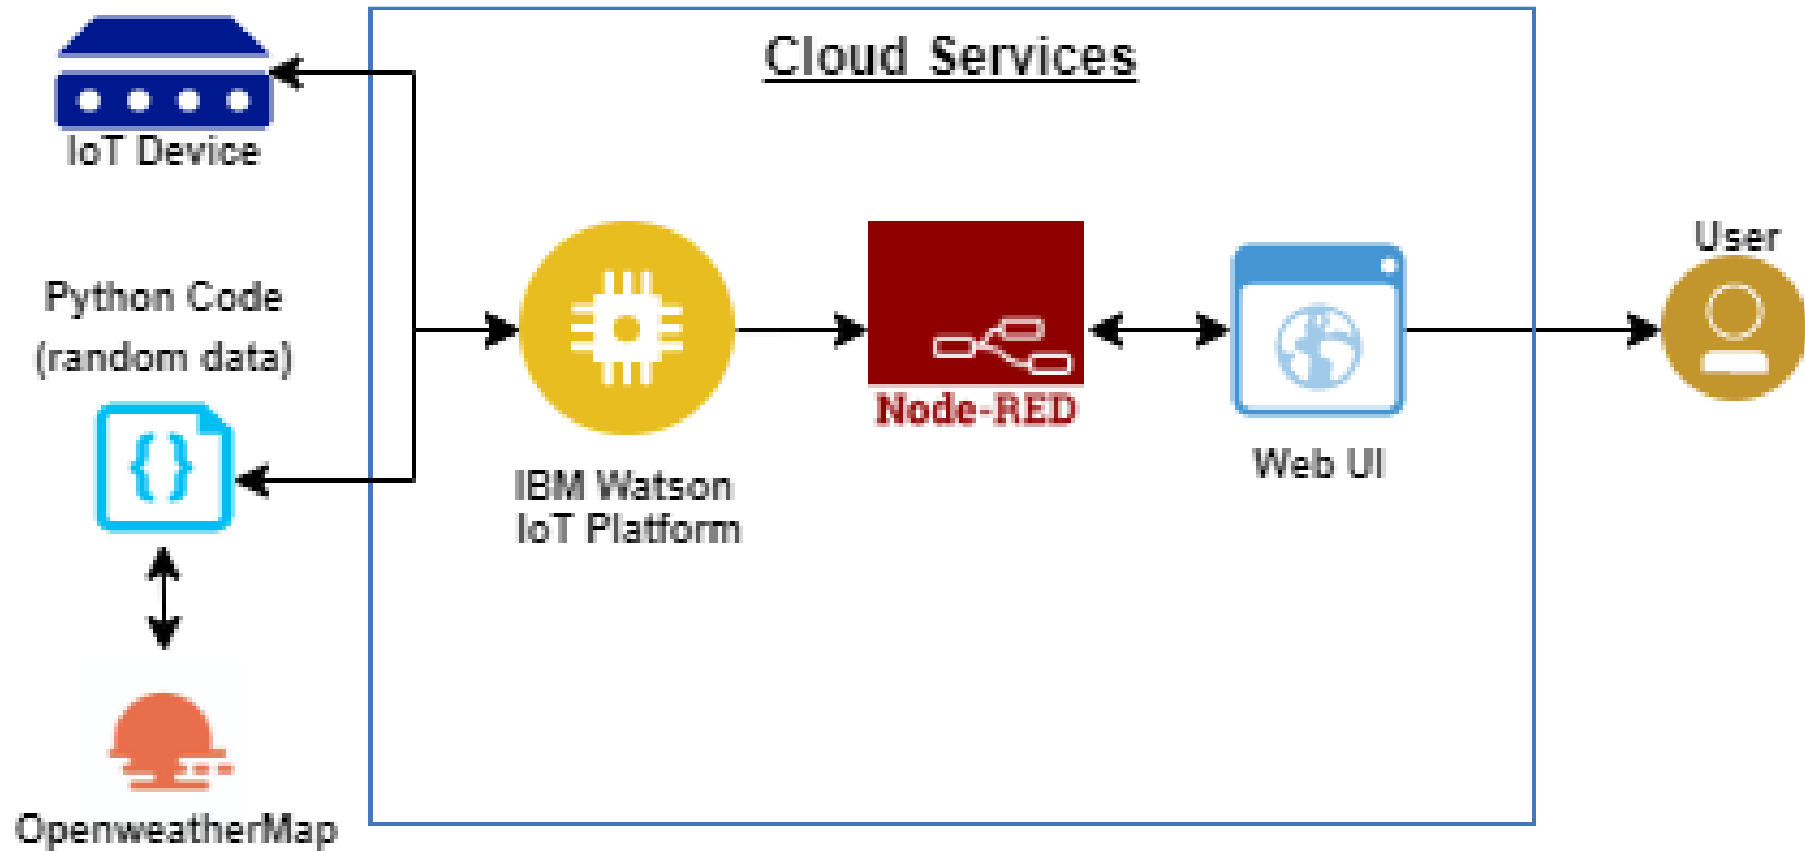 Cloud Services
IoT Device
Python Code
(random data)
User
Node-RED
Web UI
IBM Watson
IoT Platform
OpenweatherMap